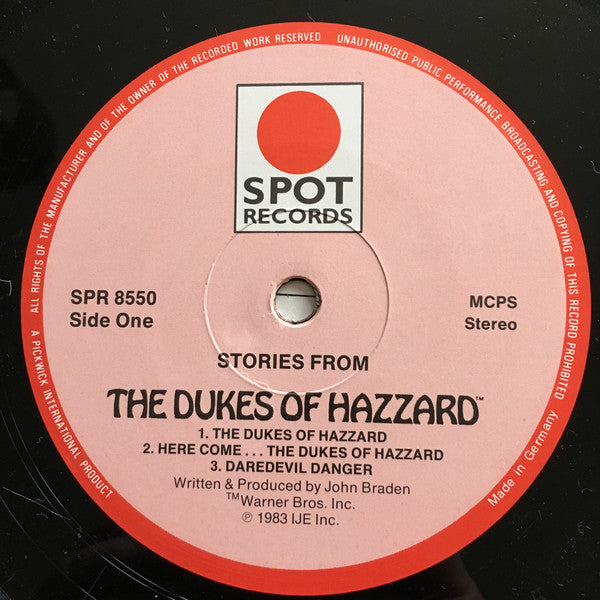 ALL RIGHTS OF THE MANUFACTURER AND OF THE OWNER OF THE RECORDED WORK RESERVED
UNAUTHORISED PUBLIC PERFORMANCE BROADCASTING AND COPYING OF THIS RECORD PROHIBITED
SPOT
RECORDS
SPR 8550
Side One
MCPS
Stereo
STORIES FROM
THE DUKES OF HAZZARD™
1. THE DUKES OF HAZZARD
2. HERE COME . . . THE DUKES OF HAZZARD
3. DAREDEVIL DANGER
Written & Produced by John Braden
™Warner Bros. Inc.
℗ 1983 IJE Inc.
A PICKWICK INTERNATIONAL PRODUCT
Made in Germany